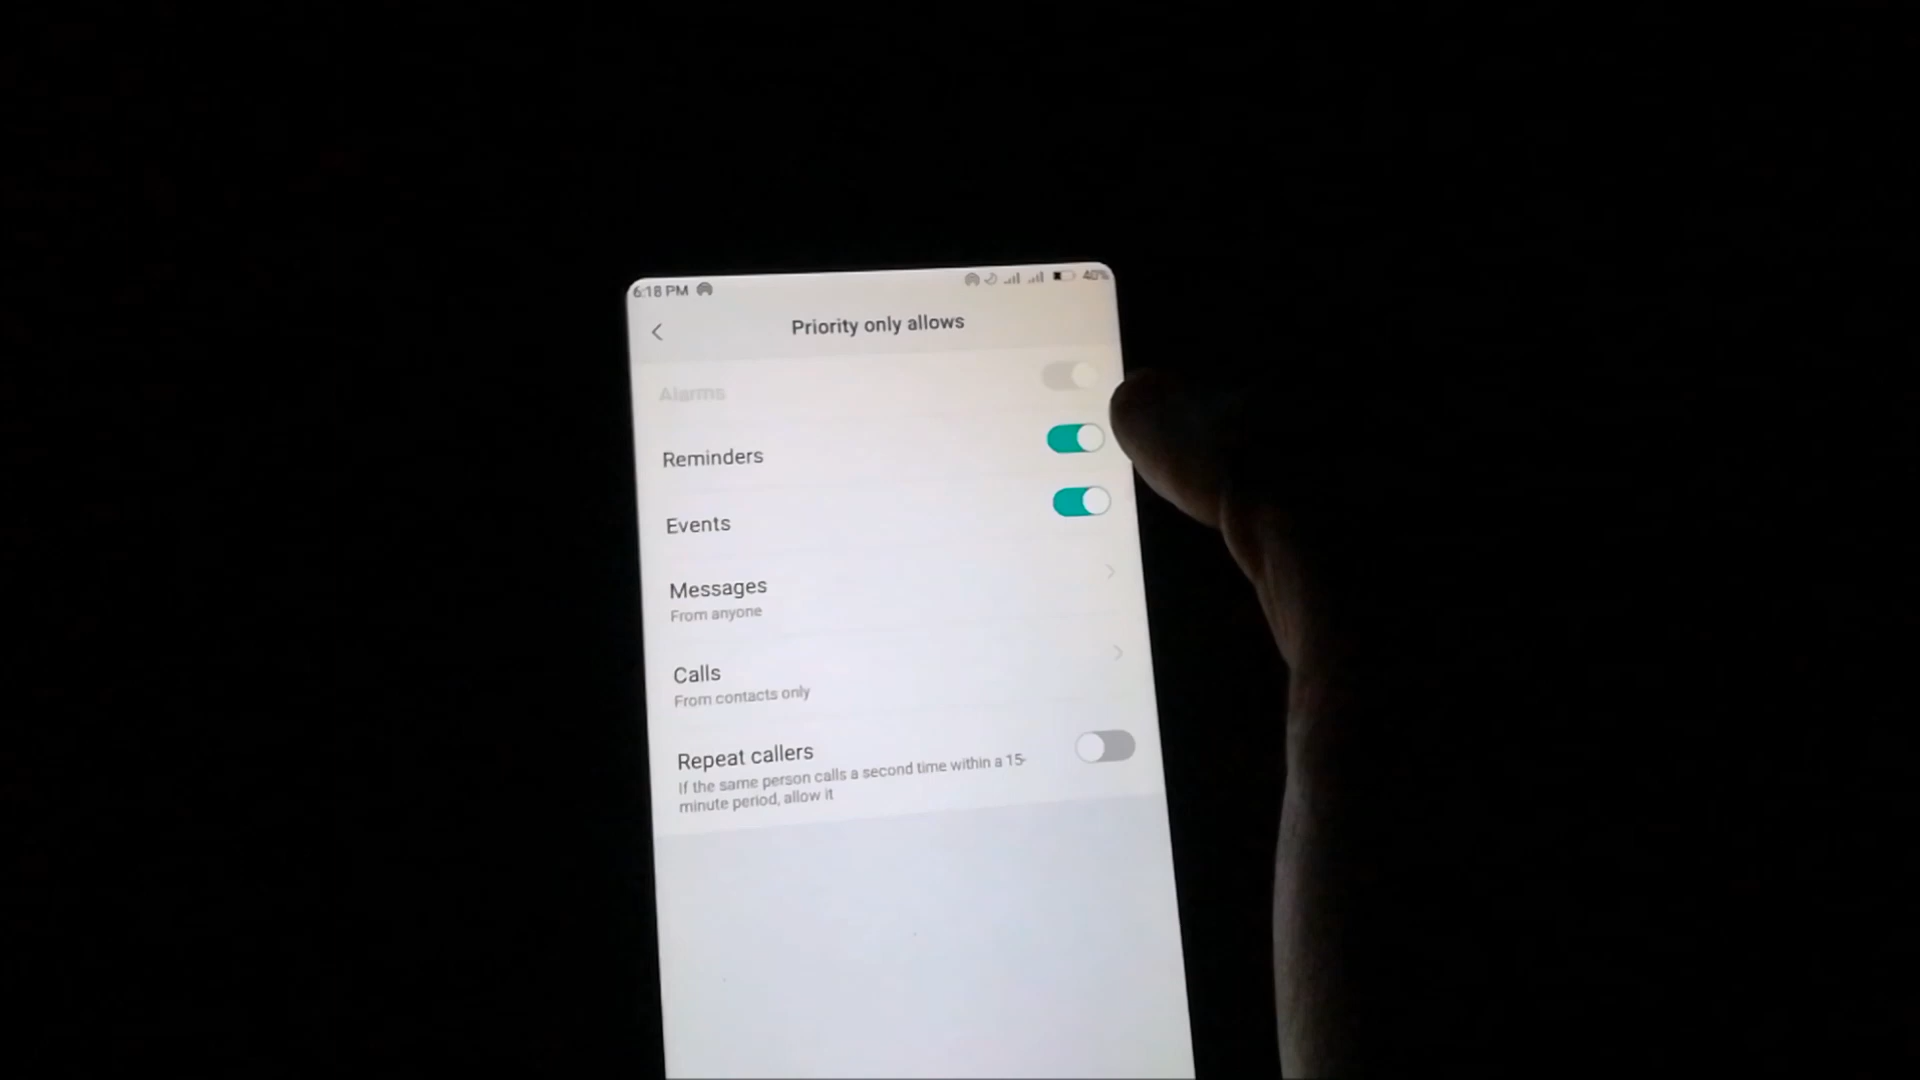 6:18 PM 40%
Priority only allows
Alarms
Reminders
Events
Messages
From anyone
Calls
From contacts only
Repeat callers
If the same person calls a second time within a 15-
minute period, allow it